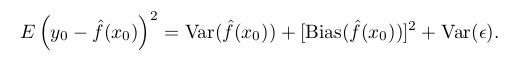 E (y₀ − f̂(x₀))² = Var(f̂(x₀)) + [Bias(f̂(x₀))]² + Var(ϵ).